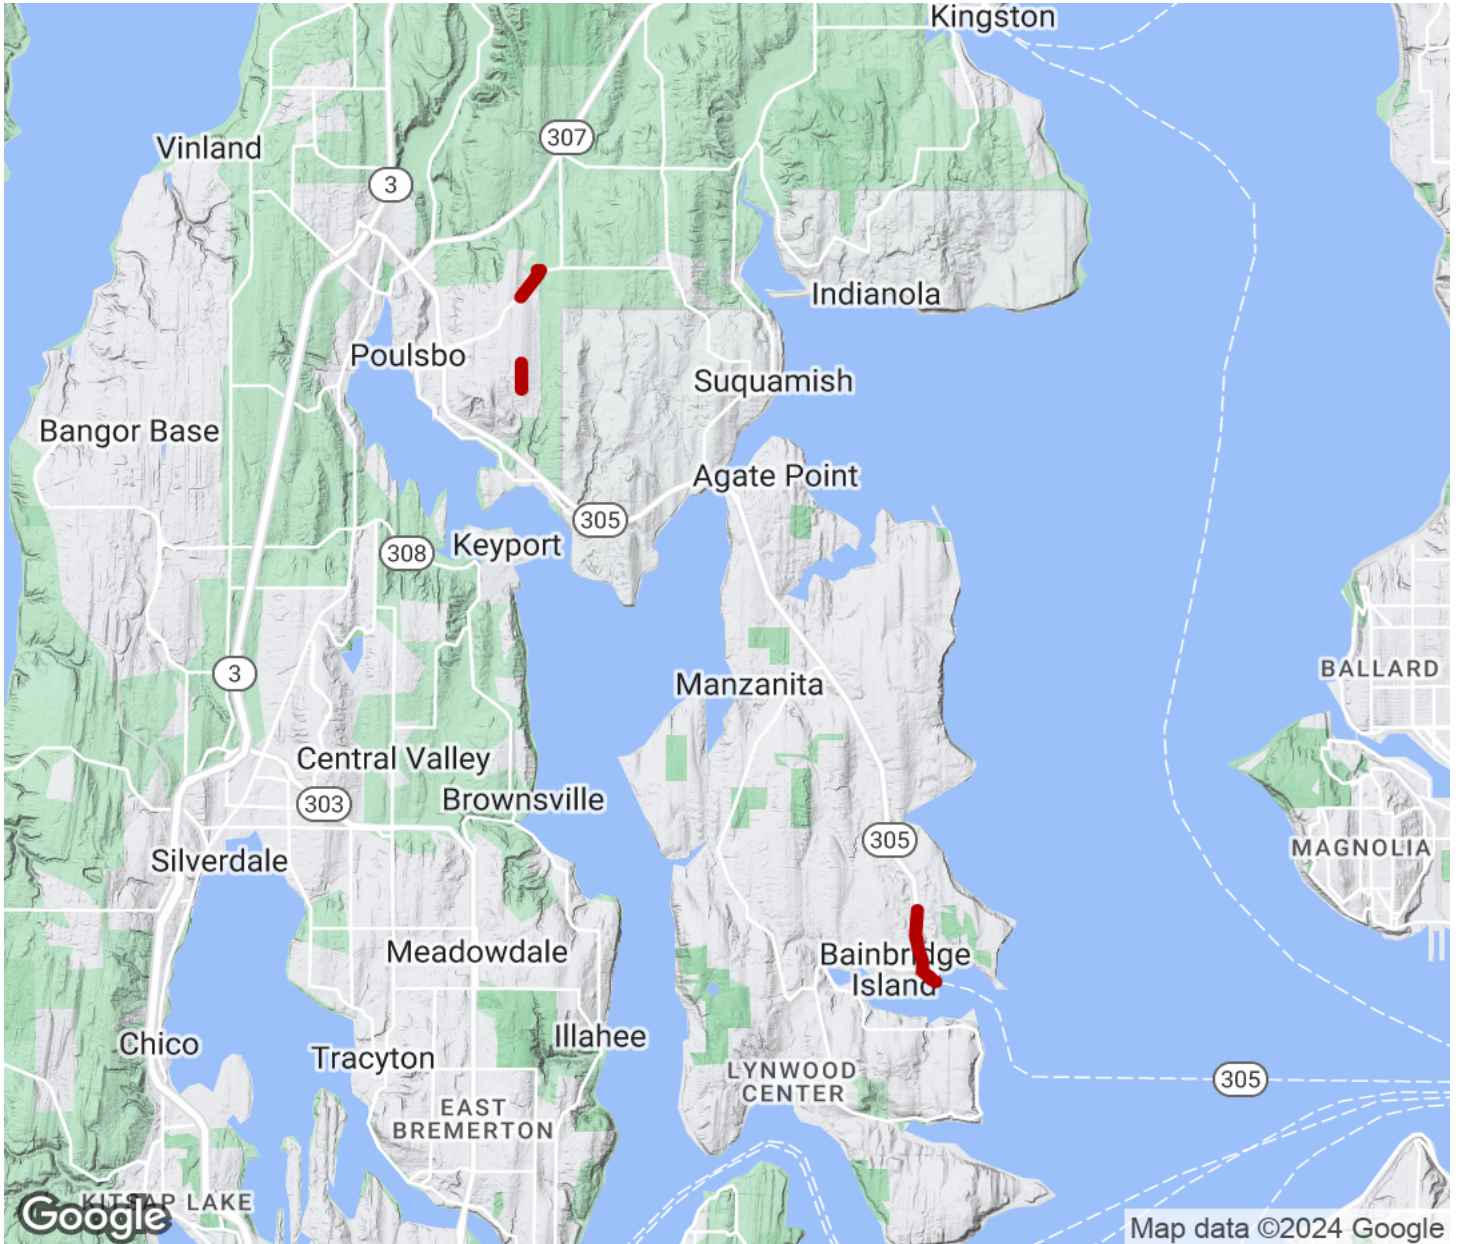 Kingston
307
Vinland
3
Indianola
Poulsbo
Suquamish
Bangor Base
Agate Point
305
Keyport
308
3
BALLARD
Manzanita
Central Valley
303
Brownsville
305
MAGNOLIA
Silverdale
Meadowdale
Bainbridge
Island
Illahee
Chico
Tracyton
LYNWOOD
CENTER
305
EAST
BREMERTON
KITSAP LAKE
Google
Map data ©2024 Google